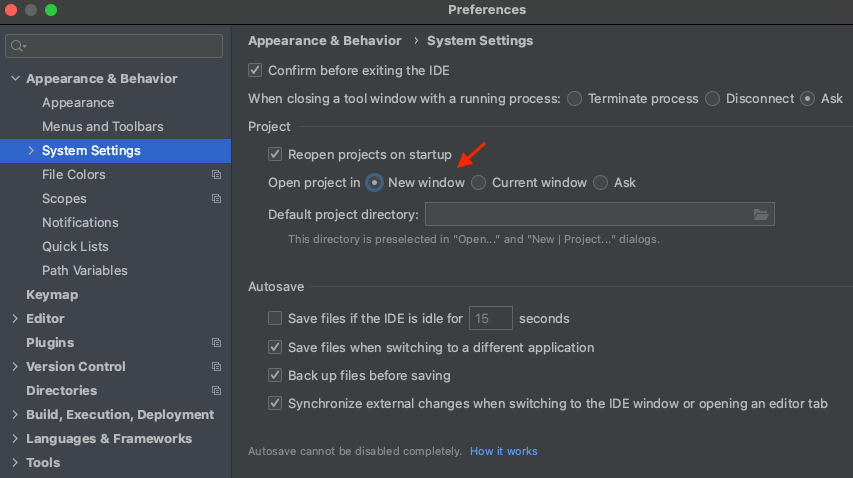 Preferences
Appearance & Behavior
Appearance
Menus and Toolbars
System Settings
File Colors
Scopes
Notifications
Quick Lists
Path Variables
Keymap
Editor
Plugins
Version Control
Directories
Build, Execution, Deployment
Languages & Frameworks
Tools
Appearance & Behavior › System Settings
Confirm before exiting the IDE
When closing a tool window with a running process: Terminate process Disconnect Ask
Project
Reopen projects on startup
Open project in New window Current window Ask
Default project directory:
This directory is preselected in "Open..." and "New | Project..." dialogs.
Autosave
Save files if the IDE is idle for 15 seconds
Save files when switching to a different application
Back up files before saving
Synchronize external changes when switching to the IDE window or opening an editor tab
Autosave cannot be disabled completely. How it works